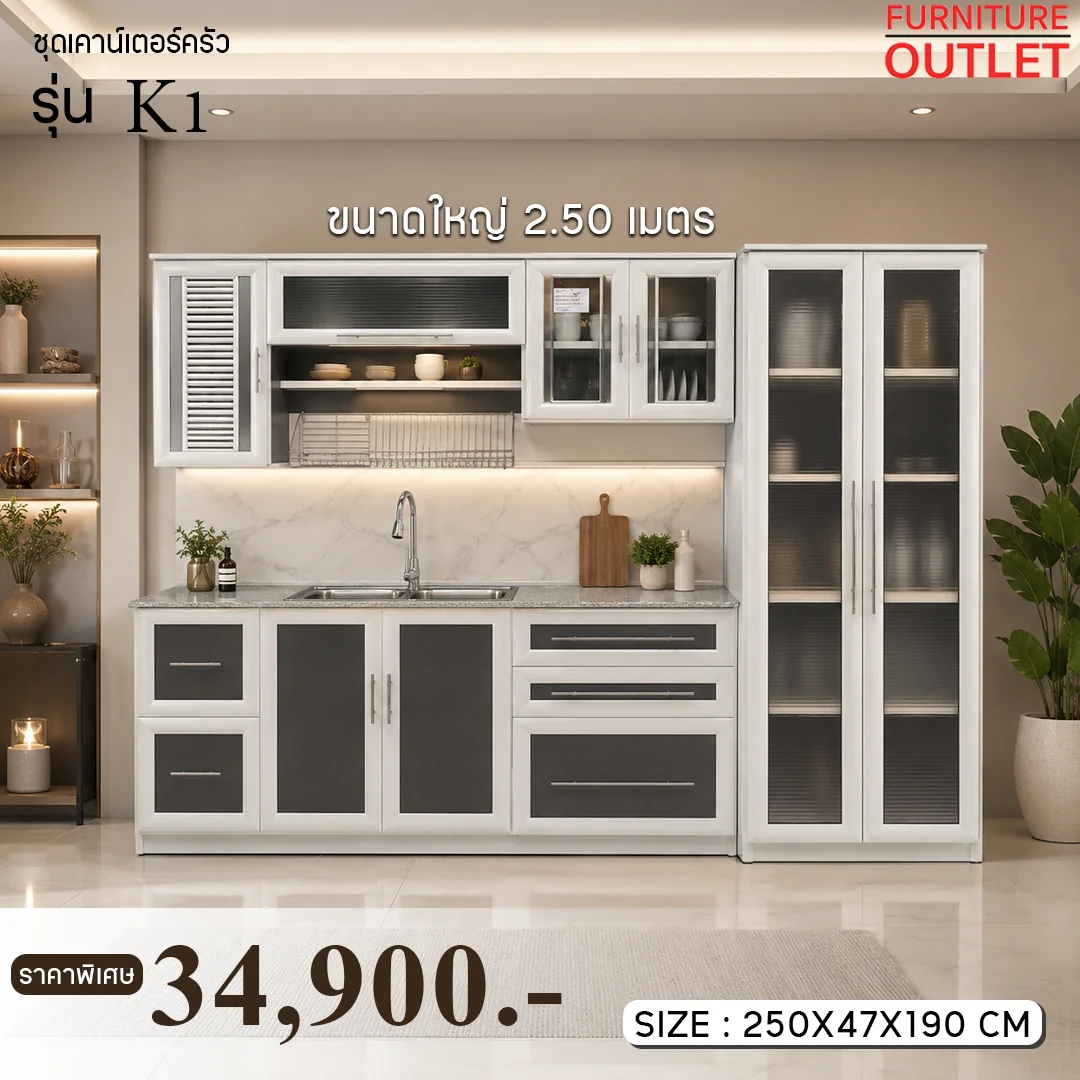 ชุดเคาน์เตอร์ครัว
รุ่น K1
FURNITURE
OUTLET
ขนาดใหญ่ 2.50 เมตร
ราคาพิเศษ 34,900.-
SIZE : 250X47X190 CM